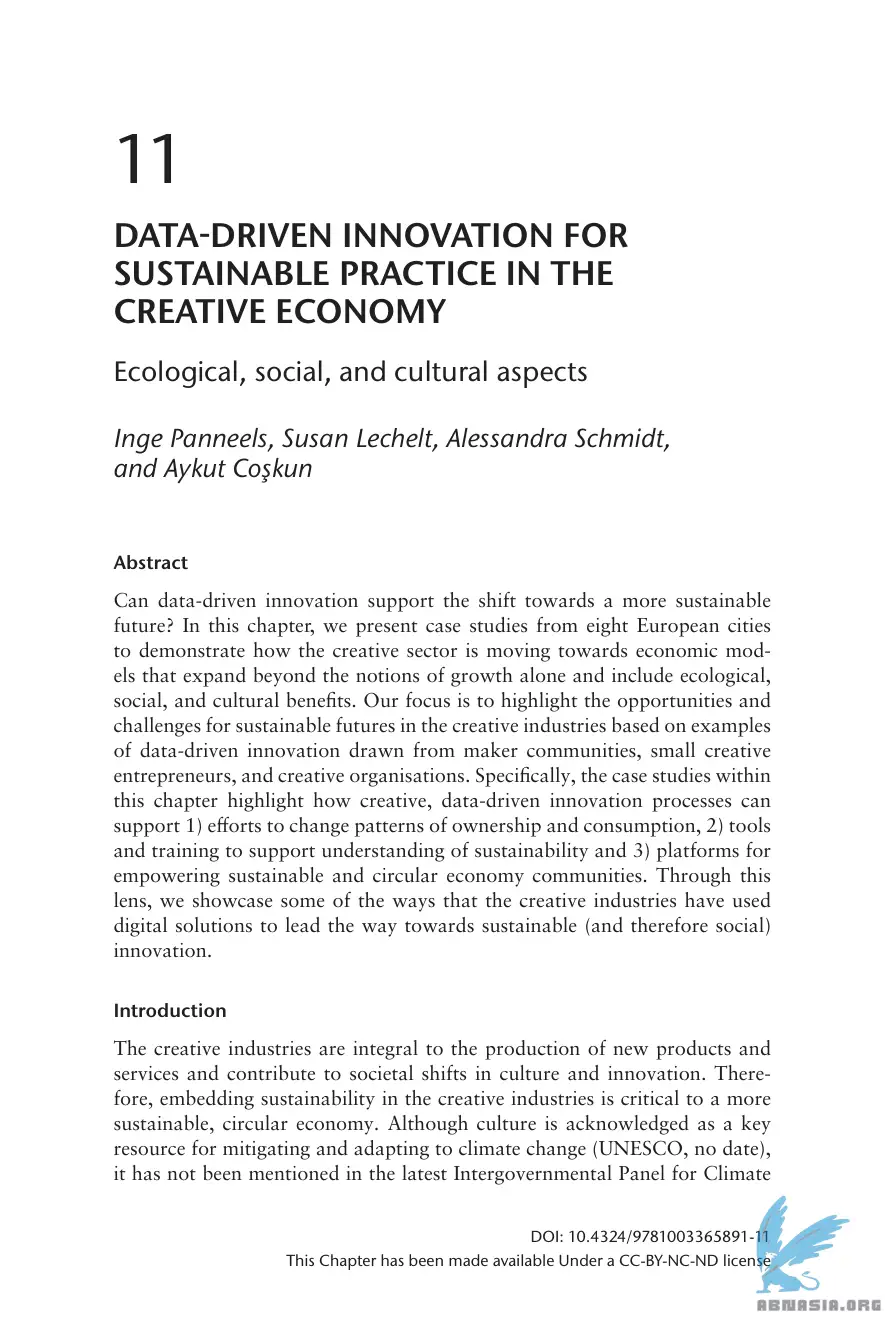 11
DATA-DRIVEN INNOVATION FOR
SUSTAINABLE PRACTICE IN THE
CREATIVE ECONOMY
Ecological, social, and cultural aspects
Inge Panneels, Susan Lechelt, Alessandra Schmidt,
and Aykut Coşkun
Abstract
Can data-driven innovation support the shift towards a more sustainable
future? In this chapter, we present case studies from eight European cities
to demonstrate how the creative sector is moving towards economic mod-
els that expand beyond the notions of growth alone and include ecological,
social, and cultural benefits. Our focus is to highlight the opportunities and
challenges for sustainable futures in the creative industries based on examples
of data-driven innovation drawn from maker communities, small creative
entrepreneurs, and creative organisations. Specifically, the case studies within
this chapter highlight how creative, data-driven innovation processes can
support 1) efforts to change patterns of ownership and consumption, 2) tools
and training to support understanding of sustainability and 3) platforms for
empowering sustainable and circular economy communities. Through this
lens, we showcase some of the ways that the creative industries have used
digital solutions to lead the way towards sustainable (and therefore social)
innovation.
Introduction
The creative industries are integral to the production of new products and
services and contribute to societal shifts in culture and innovation. There-
fore, embedding sustainability in the creative industries is critical to a more
sustainable, circular economy. Although culture is acknowledged as a key
resource for mitigating and adapting to climate change (UNESCO, no date),
it has not been mentioned in the latest Intergovernmental Panel for Climate
DOI: 10.4324/9781003365891-11
This Chapter has been made available Under a CC-BY-NC-ND license
ABNASIA.ORG